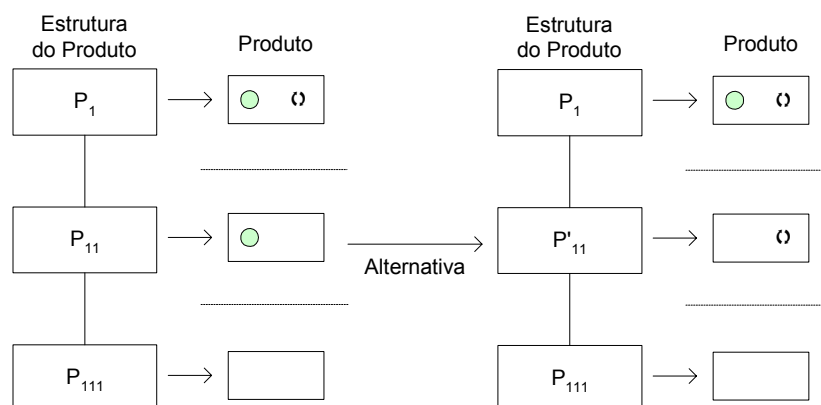 Estrutura
do Produto
Produto
P1
P11
P111
Alternativa
Estrutura
do Produto
Produto
P1
P'11
P111